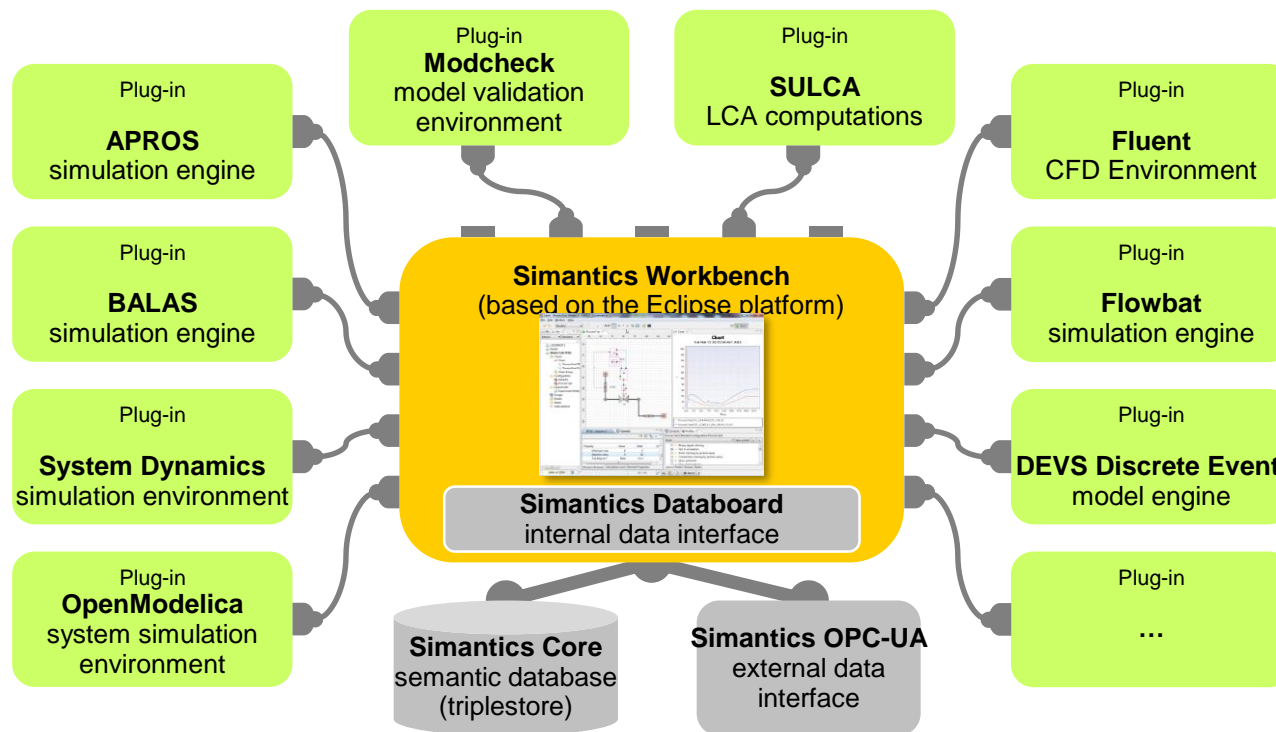 Plug-in
Modcheck
model validation
environment
Plug-in
SULCA
LCA computations
Plug-in
APROS
simulation engine
Plug-in
Fluent
CFD Environment
Plug-in
BALAS
simulation engine
Simantics Workbench
(based on the Eclipse platform)
Chart
Plug-in
Flowbat
simulation engine
Plug-in
System Dynamics
simulation environment
Simantics Databoard
internal data interface
Plug-in
DEVS Discrete Event
model engine
Plug-in
OpenModelica
system simulation
environment
Simantics Core
semantic database
(triplestore)
Simantics OPC-UA
external data
interface
Plug-in
...